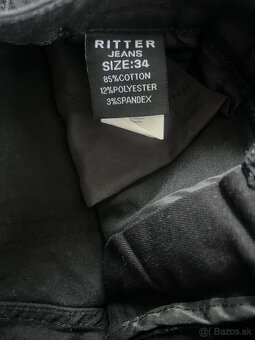 RITTER
JEANS
SIZE:34
85%COTTON
12%POLYESTER
3%SPANDEX
Bazos.sk